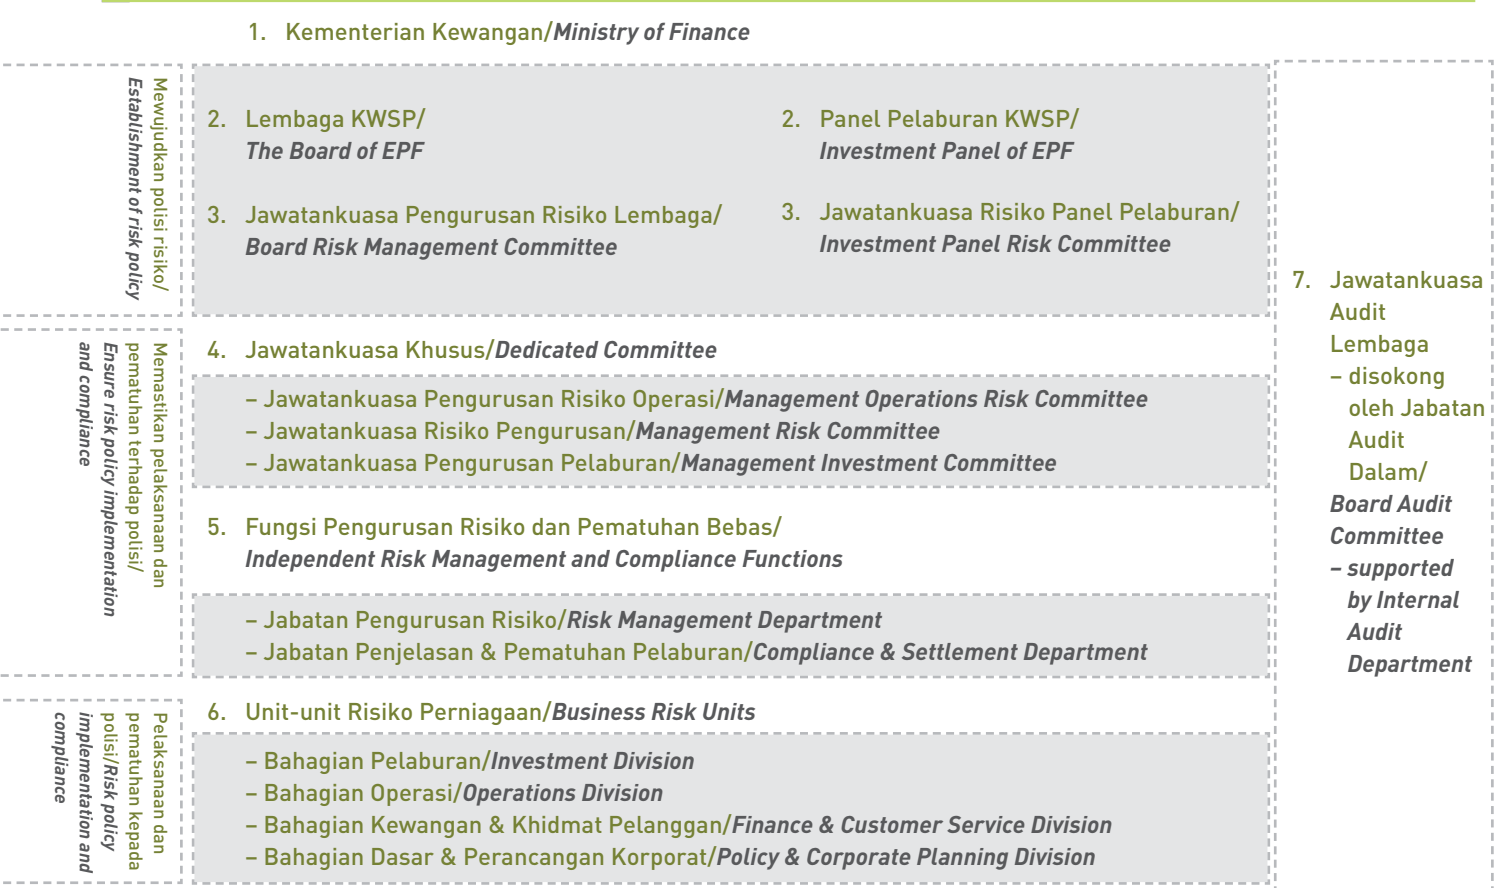 1. Kementerian Kewangan/Ministry of Finance
Mewujudkan polisi risiko/
Establishment of risk policy
2. Lembaga KWSP/
The Board of EPF
3. Jawatankuasa Pengurusan Risiko Lembaga/
Board Risk Management Committee
2. Panel Pelaburan KWSP/
Investment Panel of EPF
3. Jawatankuasa Risiko Panel Pelaburan/
Investment Panel Risk Committee
Memastikan pelaksanaan dan
pematuhan terhadap polisi/
Ensure risk policy implementation
and compliance
4. Jawatankuasa Khusus/Dedicated Committee
– Jawatankuasa Pengurusan Risiko Operasi/Management Operations Risk Committee
– Jawatankuasa Risiko Pengurusan/Management Risk Committee
– Jawatankuasa Pengurusan Pelaburan/Management Investment Committee
5. Fungsi Pengurusan Risiko dan Pematuhan Bebas/
Independent Risk Management and Compliance Functions
– Jabatan Pengurusan Risiko/Risk Management Department
– Jabatan Penjelasan & Pematuhan Pelaburan/Compliance & Settlement Department
Pelaksanaan dan
pematuhan kepada
polisi/Risk policy
implementation and
compliance
6. Unit-unit Risiko Perniagaan/Business Risk Units
– Bahagian Pelaburan/Investment Division
– Bahagian Operasi/Operations Division
– Bahagian Kewangan & Khidmat Pelanggan/Finance & Customer Service Division
– Bahagian Dasar & Perancangan Korporat/Policy & Corporate Planning Division
7. Jawatankuasa
Audit
Lembaga
– disokong
oleh Jabatan
Audit
Dalam/
Board Audit
Committee
– supported
by Internal
Audit
Department